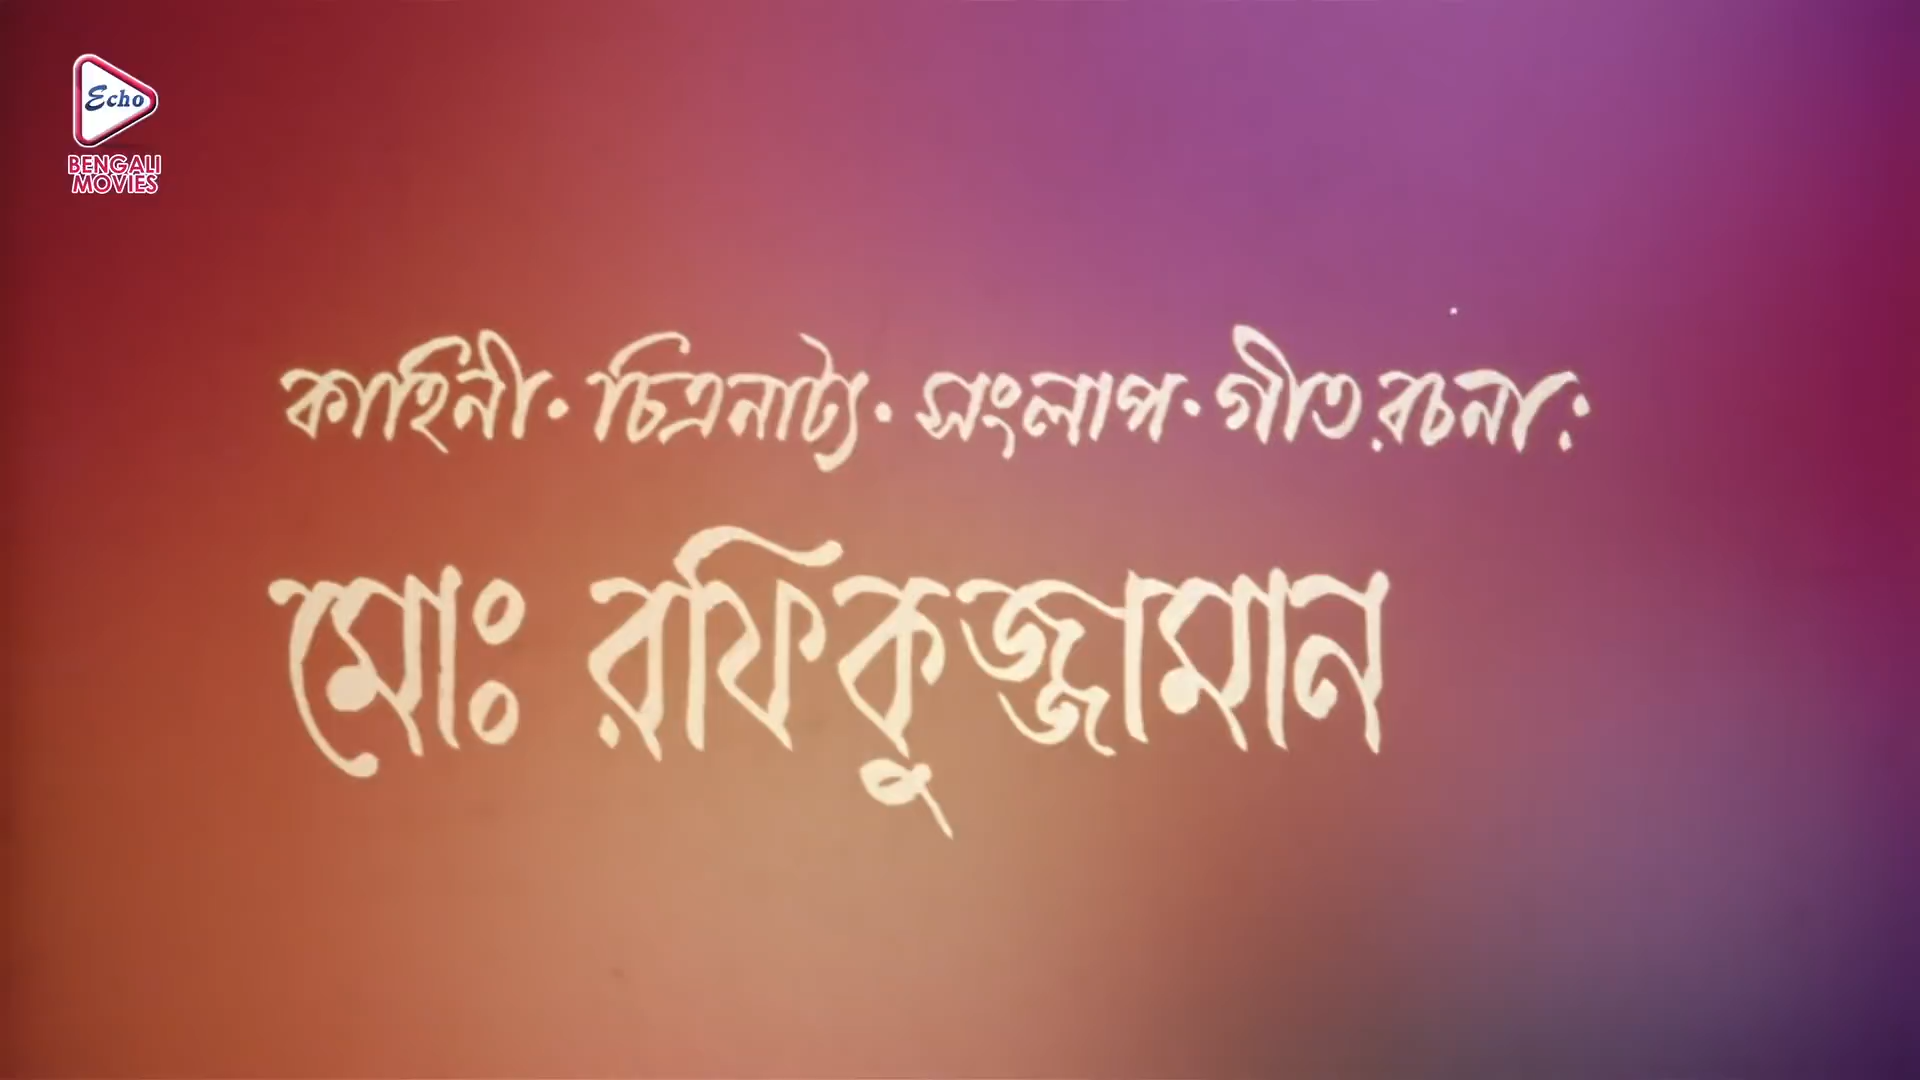 Echo
BENGALI
MOVIES
কাহিনী · চিত্রনাট্য · সংলাপ · গীত রচনা :
মোঃ রফিকুজ্জামান